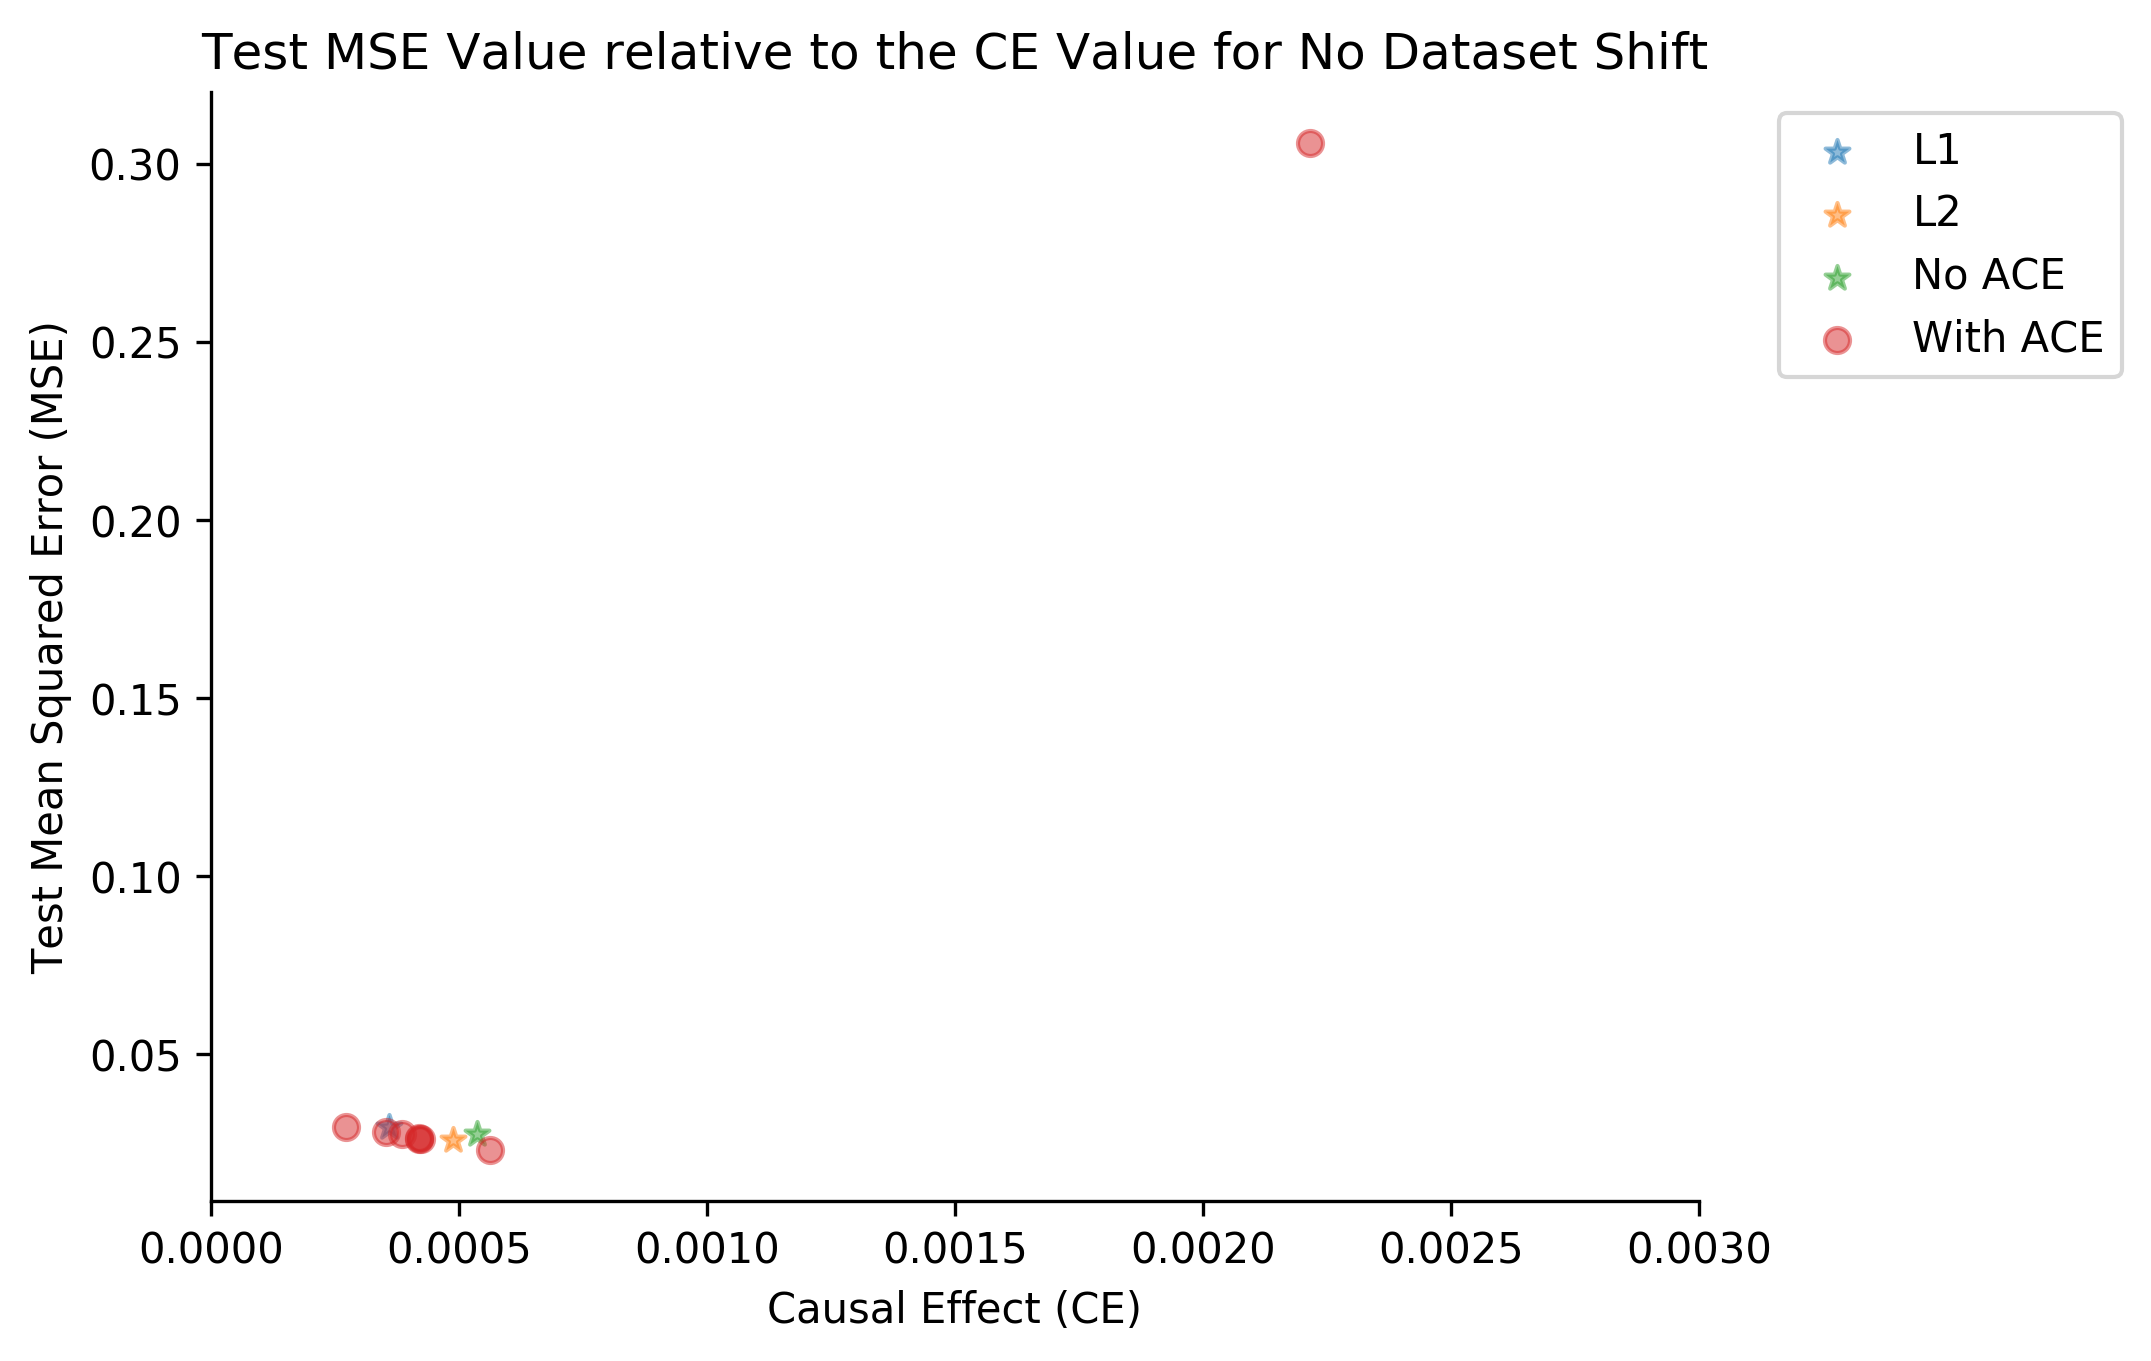 Test MSE Value relative to the CE Value for No Dataset Shift
Test Mean Squared Error (MSE)
0.30
0.25
0.20
0.15
0.10
0.05
0.0000 0.0005 0.0010 0.0015 0.0020 0.0025 0.0030
Causal Effect (CE)
L1
L2
No ACE
With ACE